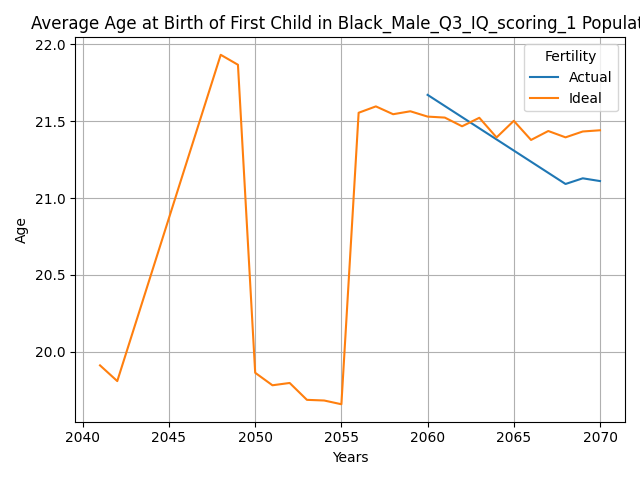 Average Age at Birth of First Child in Black_Male_Q3_IQ_scoring_1 Populat
22.0
21.5
21.0
20.5
20.0
Age
Fertility
Actual
Ideal
2040 2045 2050 2055 2060 2065 2070
Years